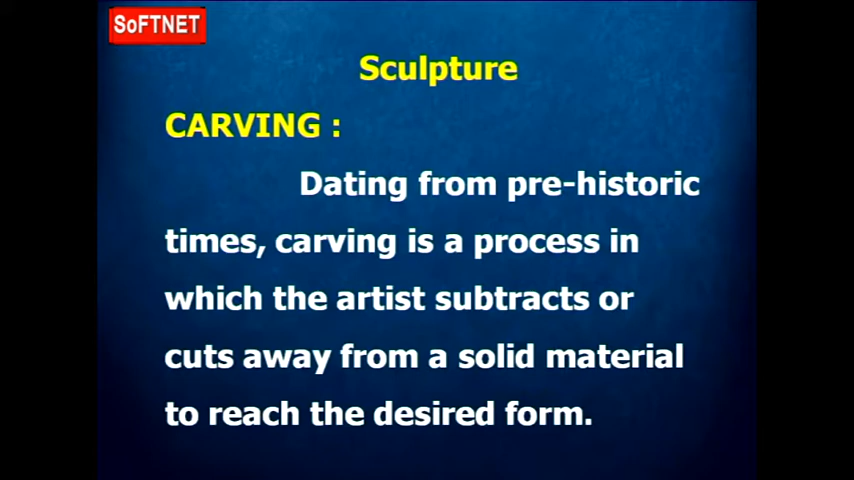 SoFTNET
Sculpture
CARVING :
Dating from pre-historic
times, carving is a process in
which the artist subtracts or
cuts away from a solid material
to reach the desired form.